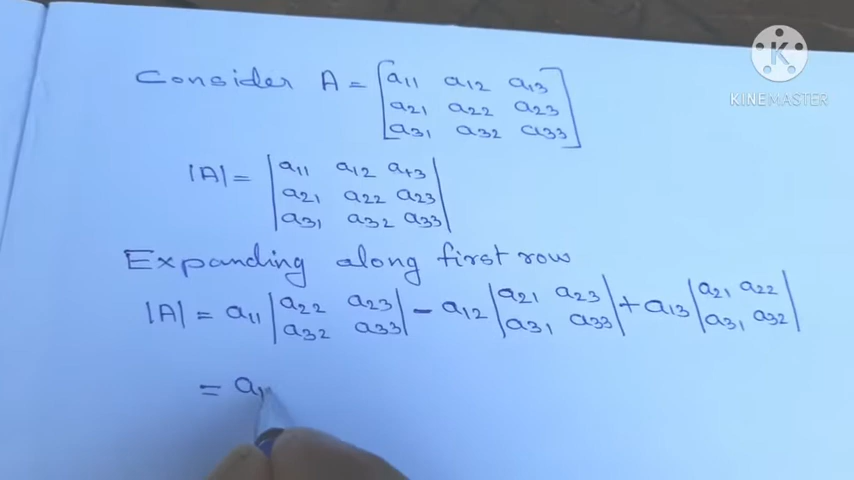 Consider A = [a11 a12 a13
a21 a22 a23
a31 a32 a33]
|A| = |a11 a12 a13
a21 a22 a23
a31 a32 a33|
Expanding along first row
|A| = a11 |a22 a23 - a12 |a21 a23 + a13 |a21 a22
a32 a33| a31 a33| a31 a32|
= a1
K
KINEMASTER